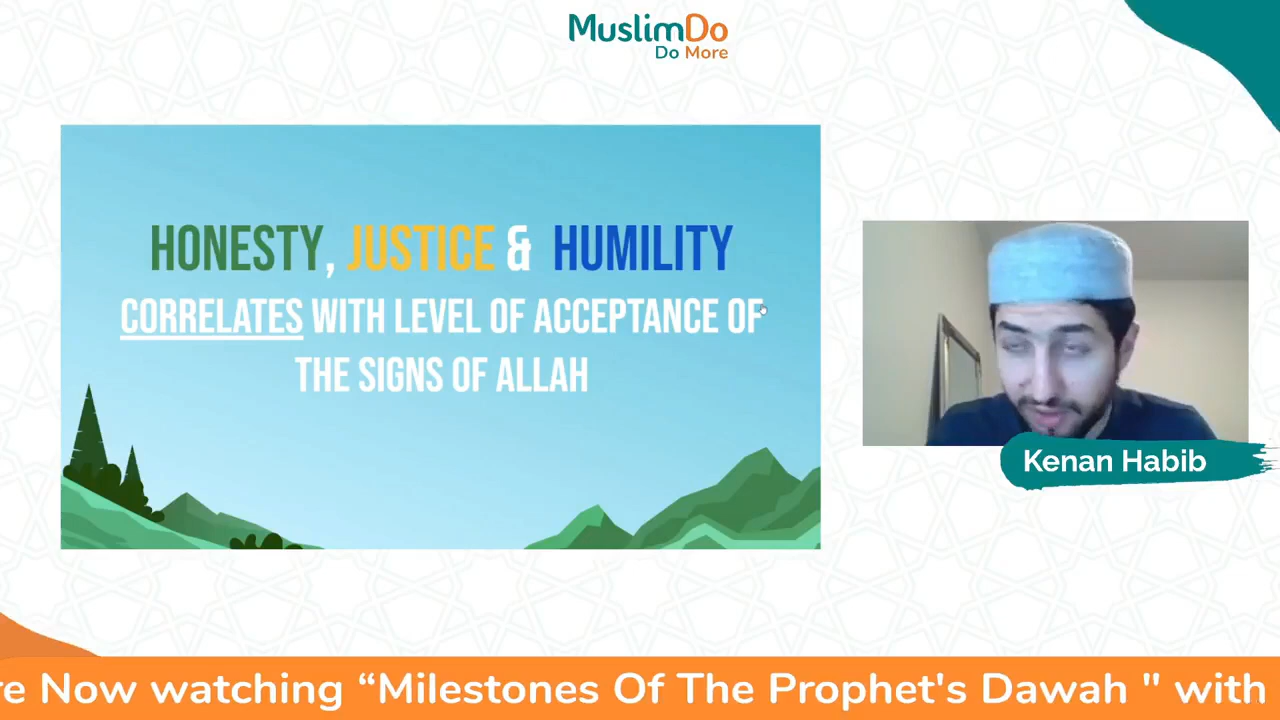 MuslimDo
Do More
HONESTY, JUSTICE & HUMILITY
CORRELATES WITH LEVEL OF ACCEPTANCE OF
THE SIGNS OF ALLAH
Kenan Habib
re Now watching “Milestones Of The Prophet's Dawah " with